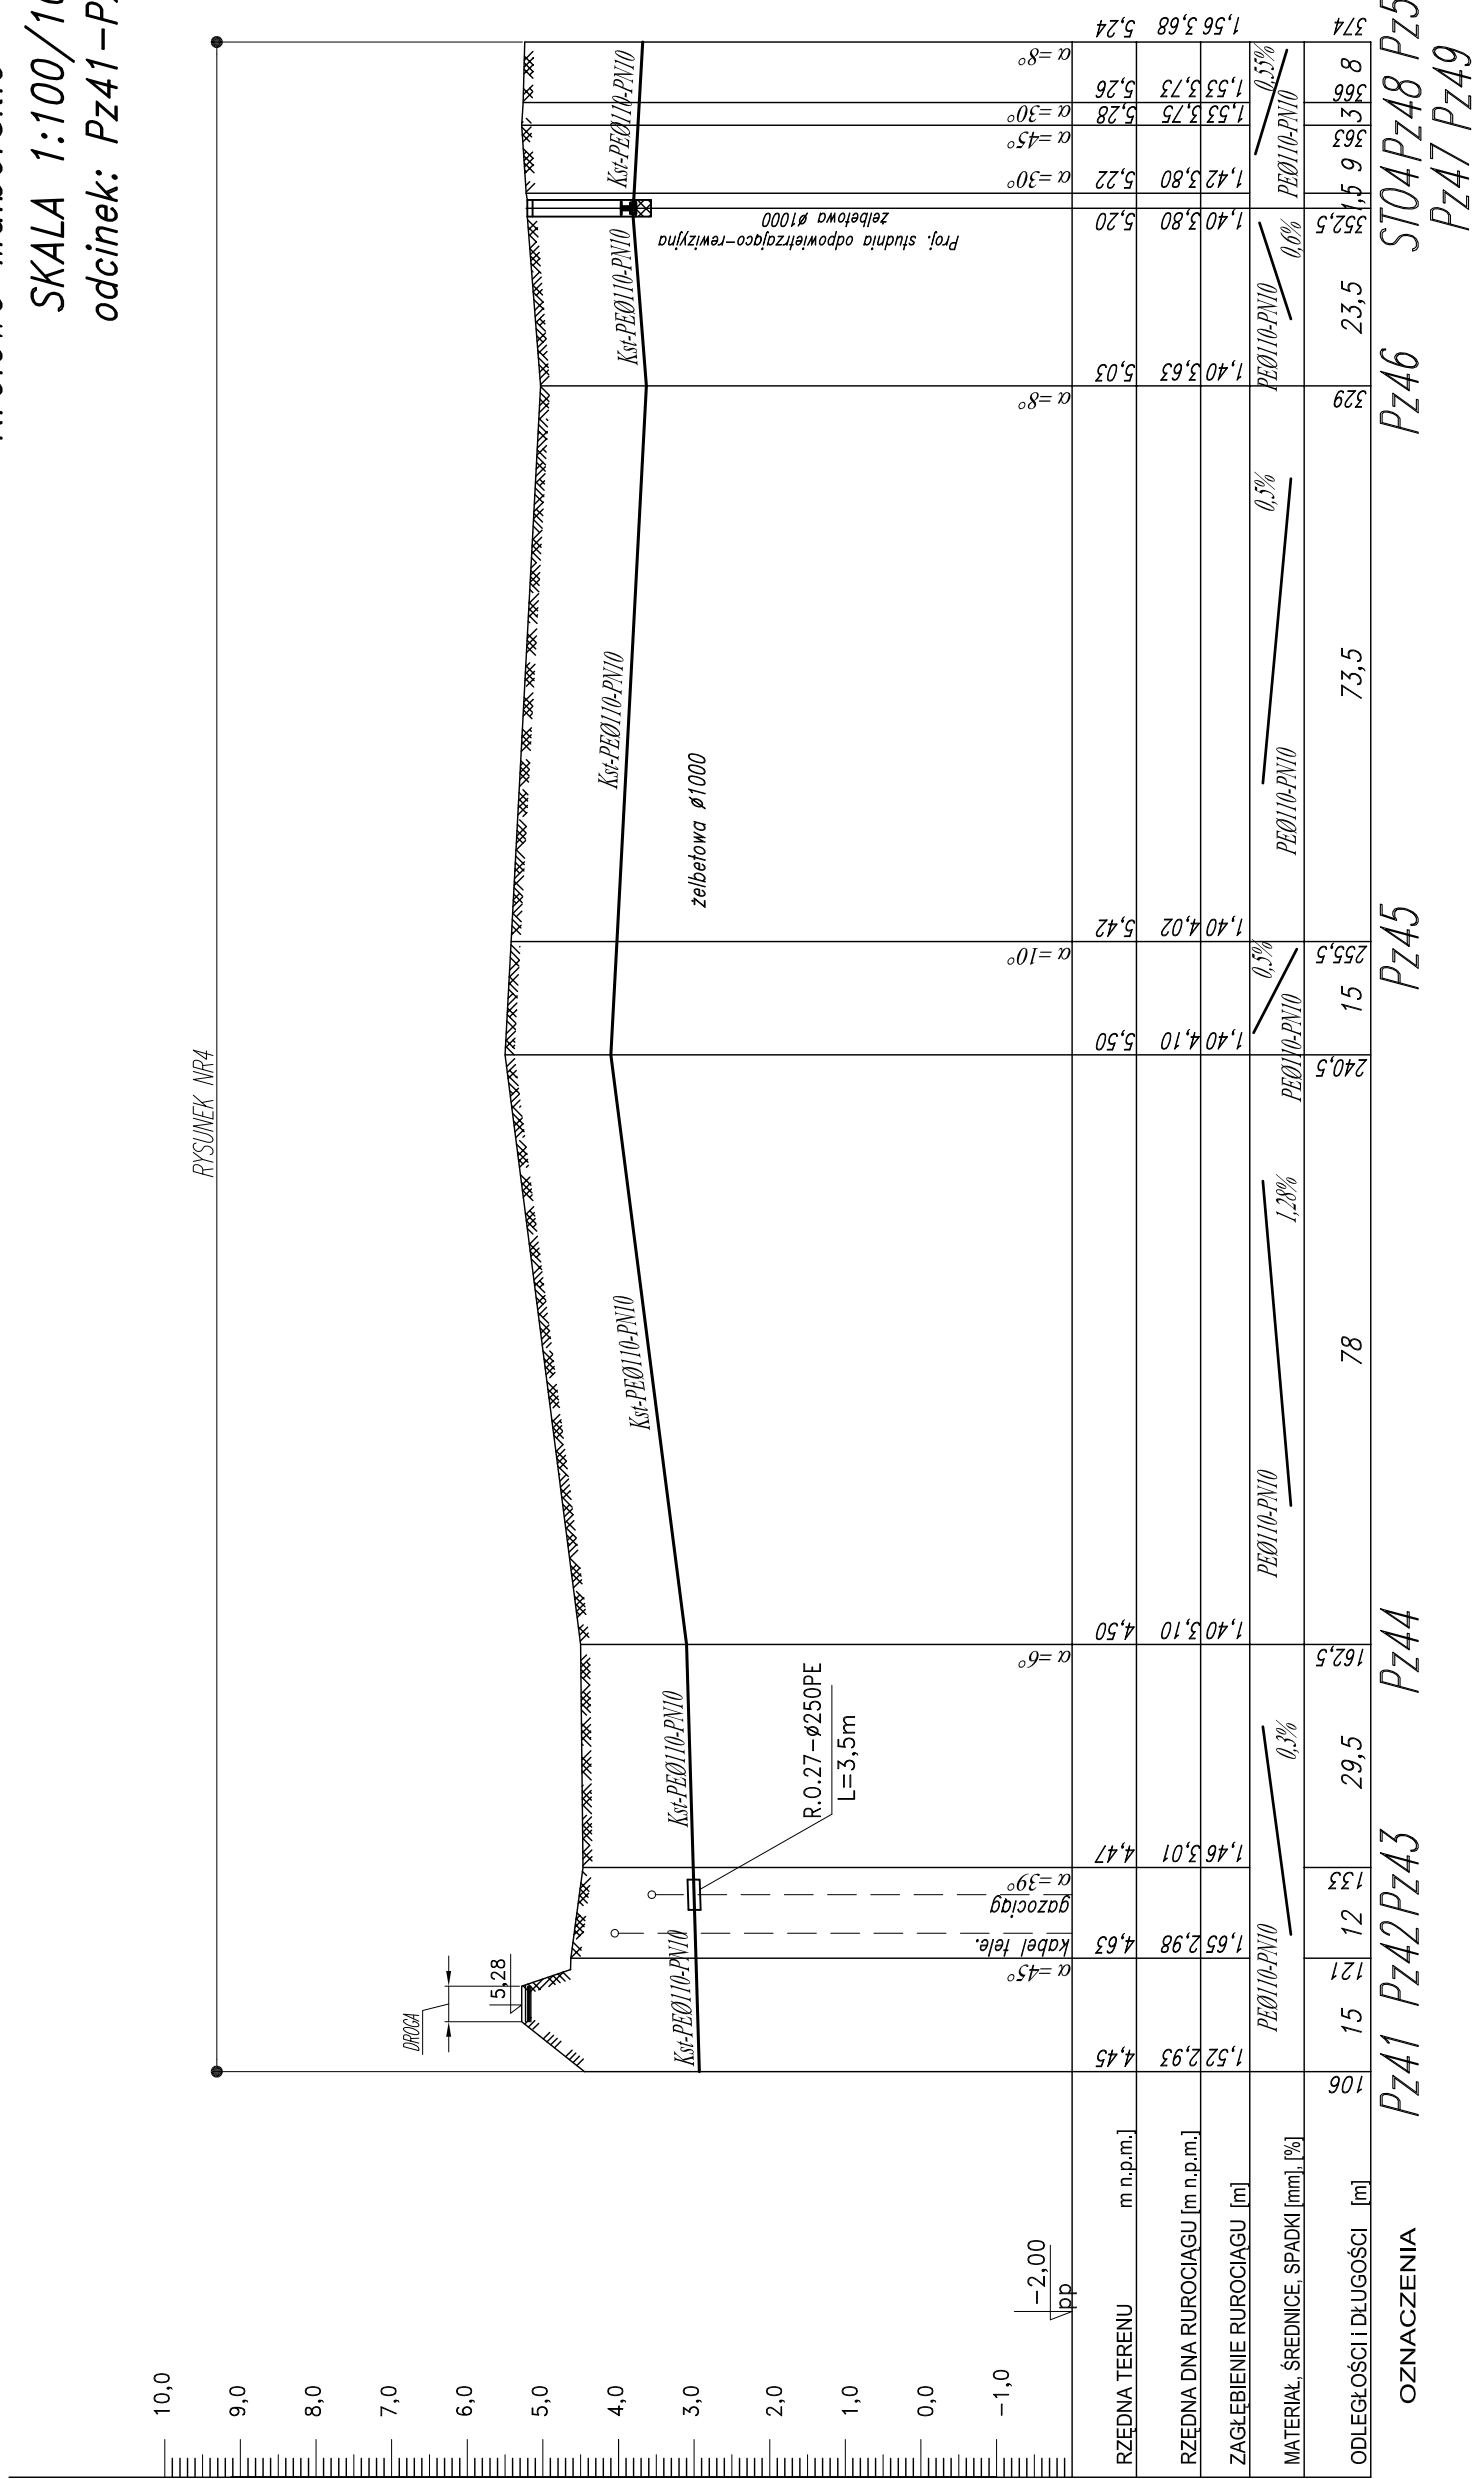 SKALA 1:100/10
odcinek: Pz41-Pz
RYSUNEK NR4
DROGA
5,28
10,0
9,0
8,0
7,0
6,0
5,0
4,0
3,0
2,0
1,0
0,0
-1,0
-2,00
pp
Kst-PEØ110-PN10
Kst-PEØ110-PN10
Kst-PEØ110-PN10
Kst-PEØ110-PN10
Kst-PEØ110-PN10
Kst-PEØ110-PN10
R.O.27-ø250PE
L=3,5m
żelbetowa ø1000
Proj. studnia odpowietrzająco-rewizyjna
żelbetowa ø1000
kabel tele.
gazociąg
α=45°
α=39°
α=6°
α=10°
α=8°
α=30°
α=45°
α=30°
α=8°
RZĘDNA TERENU m n.p.m.]
4,45 4,63 4,47 4,50 5,50 5,42 5,03 5,20 5,22 5,28 5,26 5,24
RZĘDNA DNA RUROCIĄGU [m n.p.m.]
2,93 2,98 3,01 3,10 4,10 4,02 3,63 3,80 3,80 3,75 3,73 3,68
ZAGŁĘBIENIE RUROCIĄGU [m]
1,52 1,65 1,46 1,40 1,40 1,40 1,40 1,40 1,42 1,53 1,53 1,56
MATERIAŁ, ŚREDNICE, SPADKI [mm], [%]
PEØ110-PN10 0,3%
PEØ110-PN10 1,28%
PEØ110-PN10 0,5%
PEØ110-PN10 0,5%
PEØ110-PN10 0,6%
PEØ110-PN10 0,55%
ODLEGŁOŚCI i DŁUGOŚCI [m]
106 15 121 12 133 29,5 162,5 78 240,5 15 255,5 73,5 329 23,5 352,5 1,5 9 363 3 366 8 374
OZNACZENIA
Pz41 Pz42 Pz43 Pz44 Pz45 Pz46 ST04 Pz48 Pz5
Pz47 Pz49